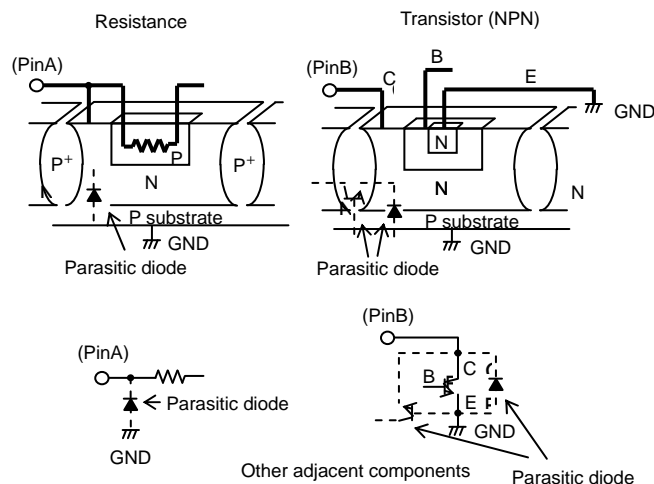 Resistance
(PinA)
P+
P
P+
N
P substrate
GND
Parasitic diode
Transistor (NPN)
(PinB)
C
B
E
GND
N
N
N
P substrate
GND
Parasitic diode
(PinA)
Parasitic diode
GND
(PinB)
B
C
E
GND
Other adjacent components
Parasitic diode